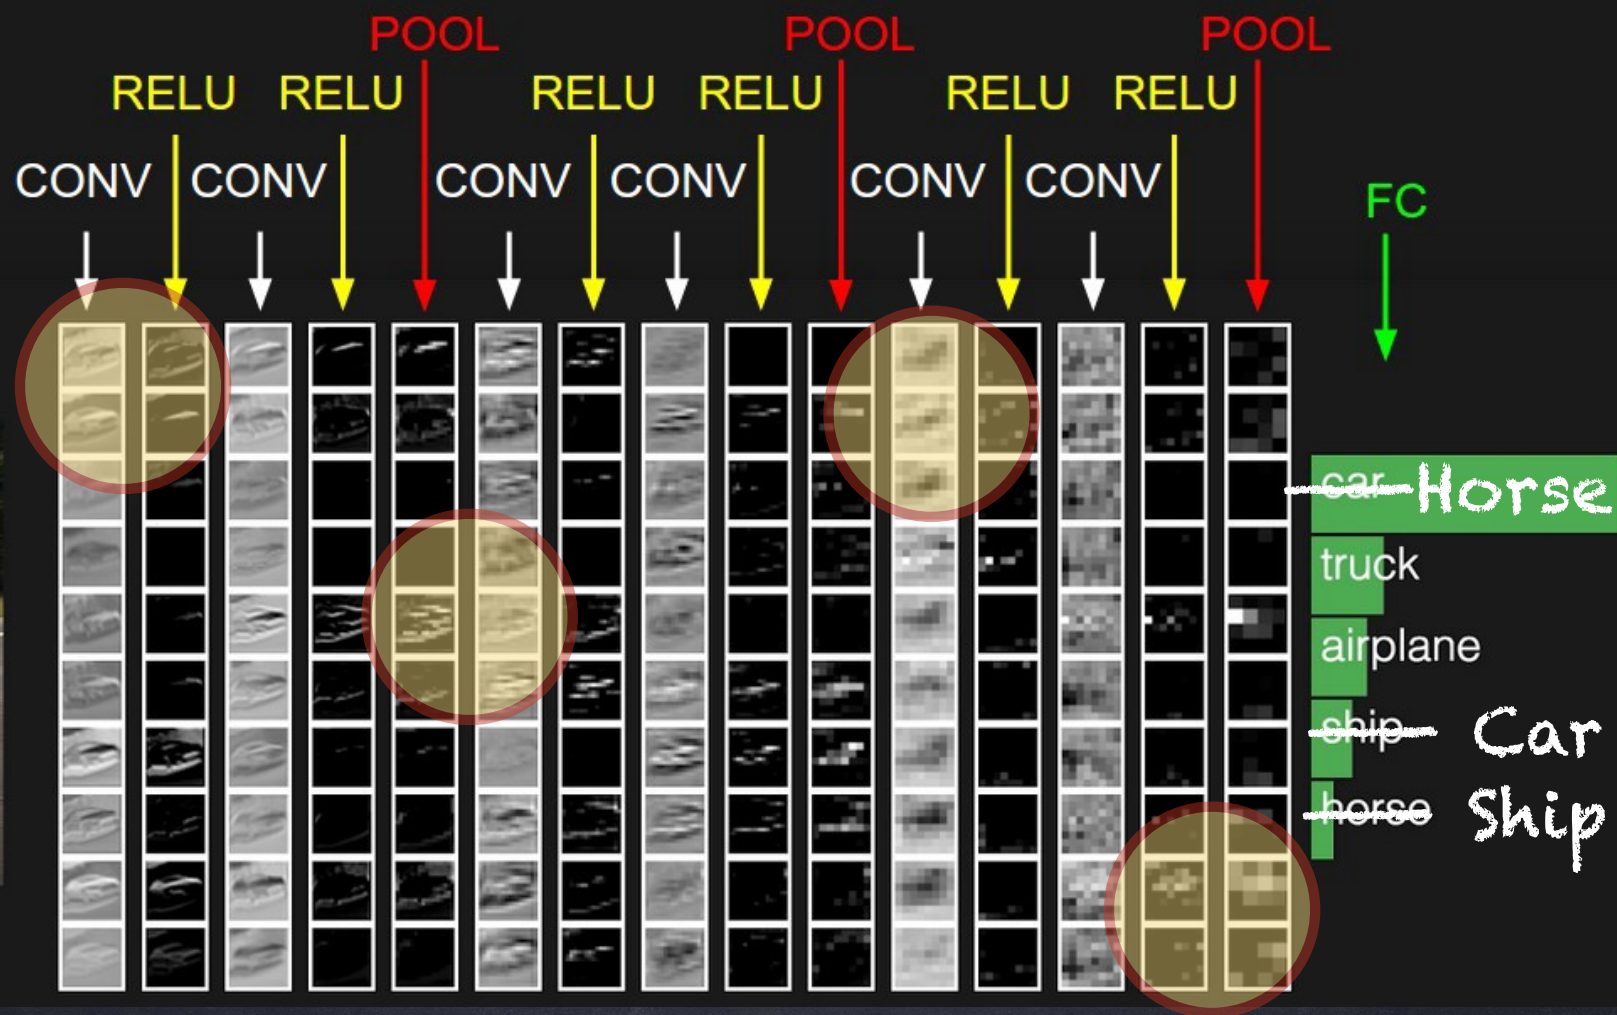 POOL POOL POOL
RELU RELU RELU RELU RELU RELU
CONV CONV CONV CONV CONV CONV
FC
car Horse
truck
airplane
ship Car
horse Ship